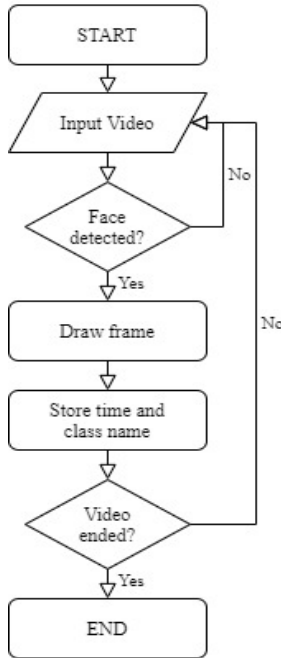 START
Input Video
No
Face
detected?
Yes
Draw frame
No
Store time and
class name
Video
ended?
Yes
END